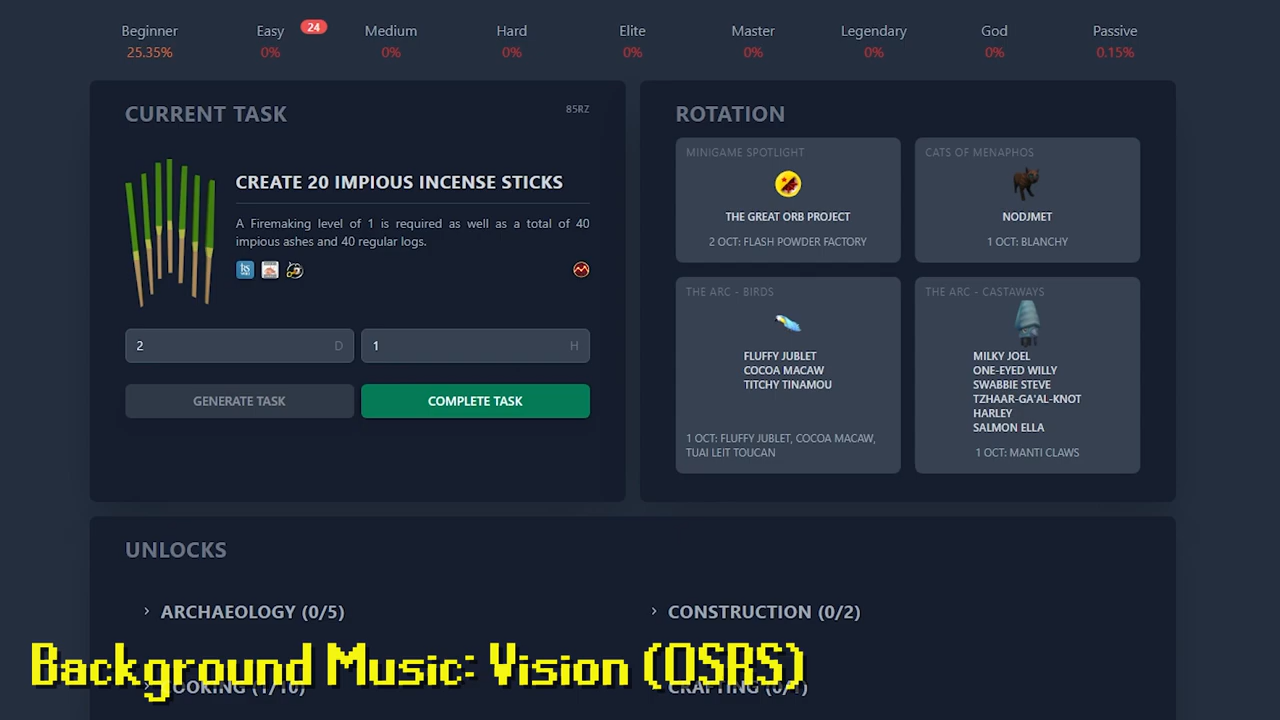 Beginner
25.35%
Easy
24
0%
Medium
0%
Hard
0%
Elite
0%
Master
0%
Legendary
0%
God
0%
Passive
0.15%
CURRENT TASK
85RZ
CREATE 20 IMPIOUS INCENSE STICKS
A Firemaking level of 1 is required as well as a total of 40
impious ashes and 40 regular logs.
2 D
1 H
GENERATE TASK
COMPLETE TASK
ROTATION
MINIGAME SPOTLIGHT
THE GREAT ORB PROJECT
2 OCT: FLASH POWDER FACTORY
CATS OF MENAPHOS
NODJMET
1 OCT: BLANCHY
THE ARC - BIRDS
FLUFFY JUBLET
COCOA MACAW
TITCHY TINAMOU
1 OCT: FLUFFY JUBLET, COCOA MACAW,
TUAI LEIT TOUCAN
THE ARC - CASTAWAYS
MILKY JOEL
ONE-EYED WILLY
SWABBIE STEVE
TZHAAR-GA'AL-KNOT
HARLEY
SALMON ELLA
1 OCT: MANTI CLAWS
UNLOCKS
ARCHAEOLOGY (0/5)
CONSTRUCTION (0/2)
Background Music: Vision (OSRS)
COOKING (1/10)